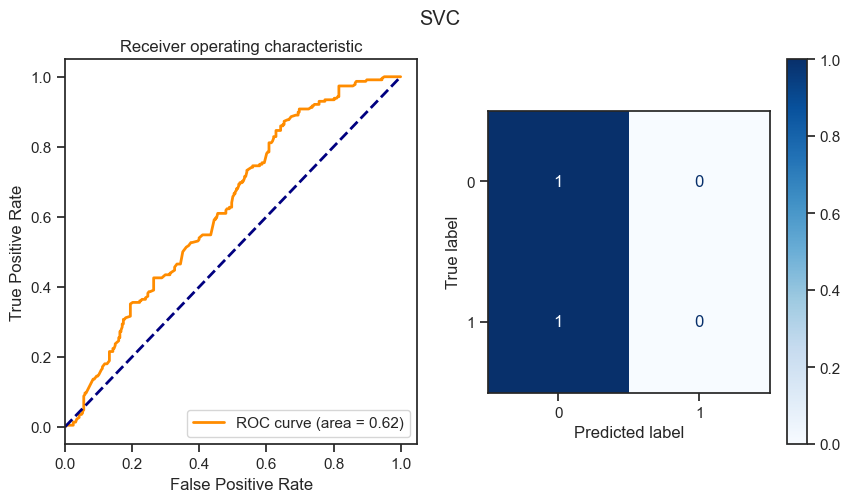 SVC
Receiver operating characteristic
True Positive Rate
1.0
0.8
0.6
0.4
0.2
0.0
0.0 0.2 0.4 0.6 0.8 1.0
False Positive Rate
ROC curve (area = 0.62)
True label
0
1
1 0
1 0
0 1
Predicted label
1.0
0.8
0.6
0.4
0.2
0.0